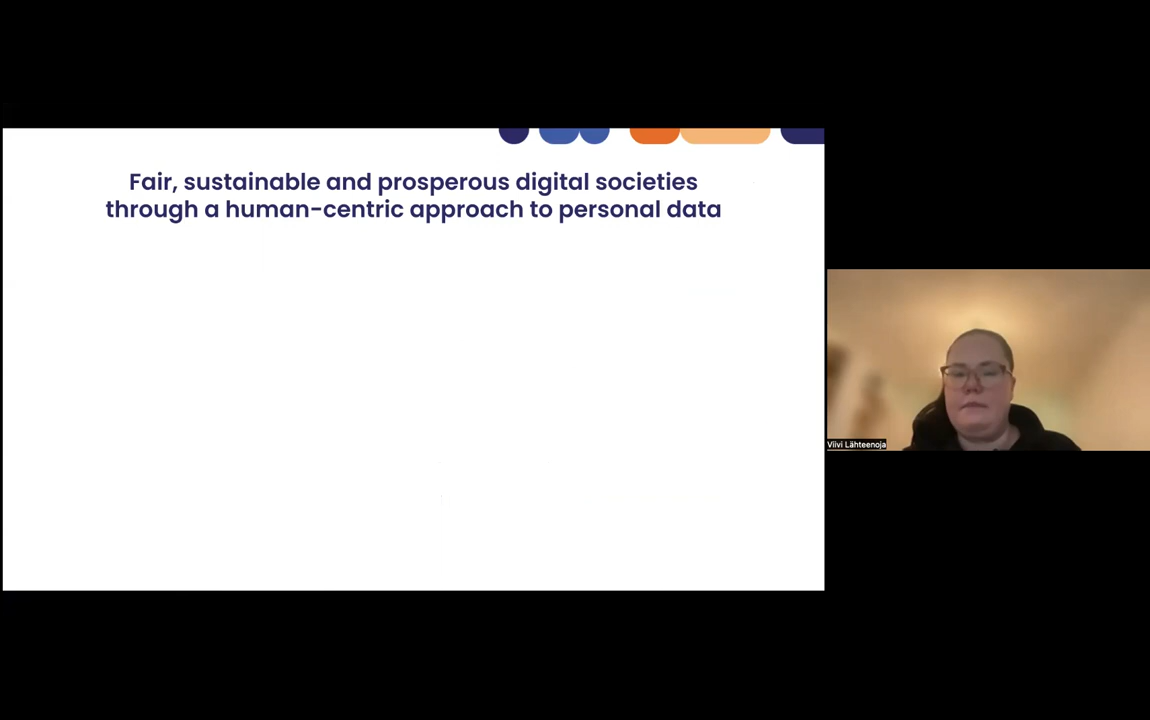 Fair, sustainable and prosperous digital societies
through a human-centric approach to personal data
Viivi Lähteenoja